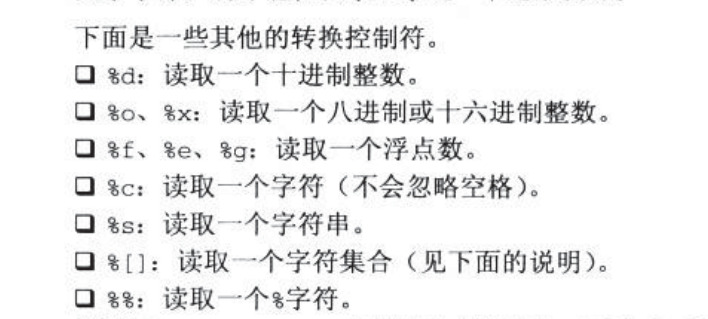 下面是一些其他的转换控制符。
❑ %d：读取一个十进制整数。
❑ %o、%x：读取一个八进制或十六进制整数。
❑ %f、%e、%g：读取一个浮点数。
❑ %c：读取一个字符（不会忽略空格）。
❑ %s：读取一个字符串。
❑ %[]：读取一个字符集合（见下面的说明）。
❑ %%：读取一个%字符。